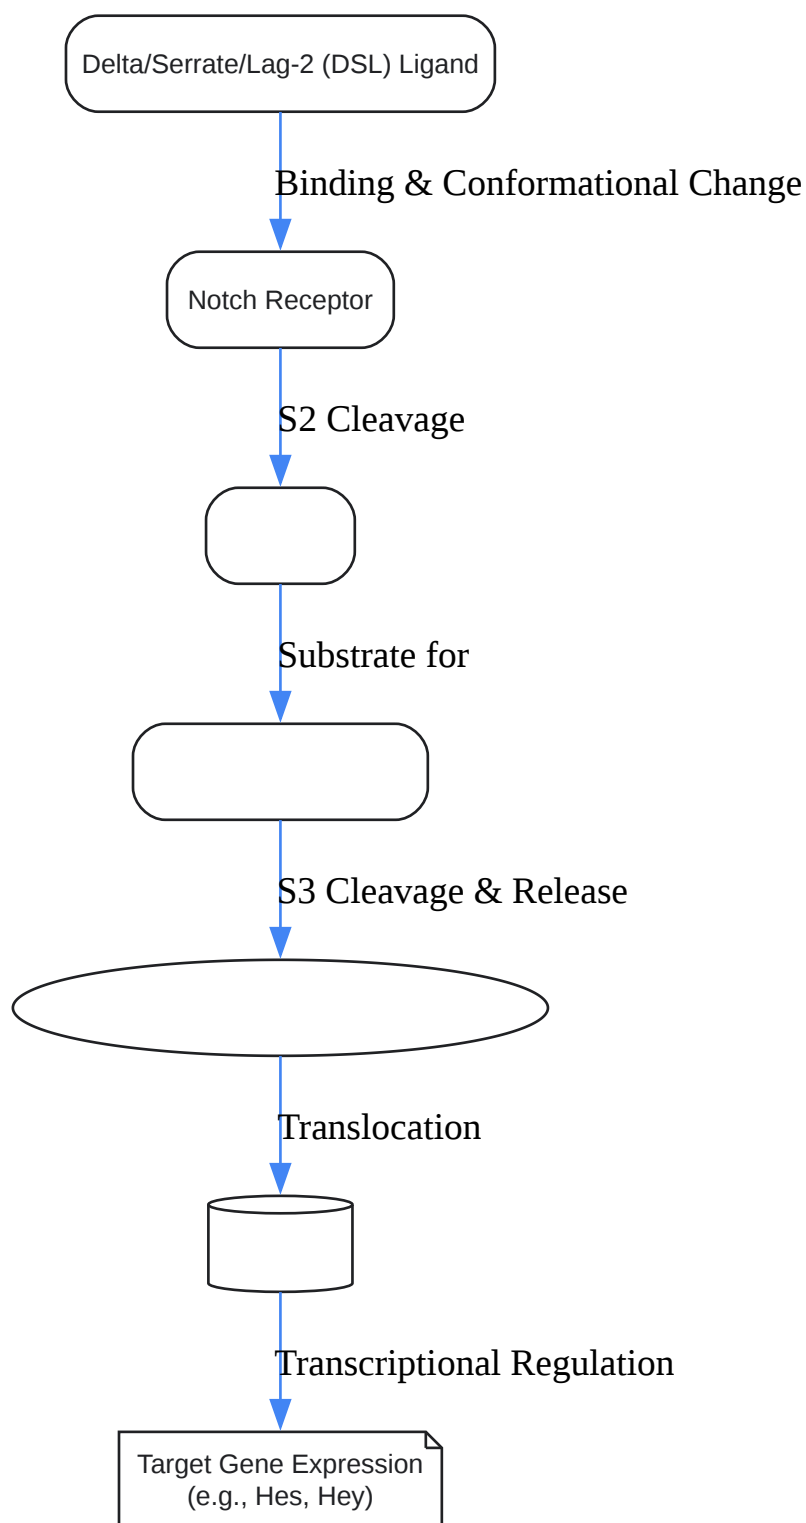 Delta/Serrate/Lag-2 (DSL) Ligand
Binding & Conformational Change
Notch Receptor
S2 Cleavage
Substrate for
S3 Cleavage & Release
Translocation
Transcriptional Regulation
Target Gene Expression
(e.g., Hes, Hey)